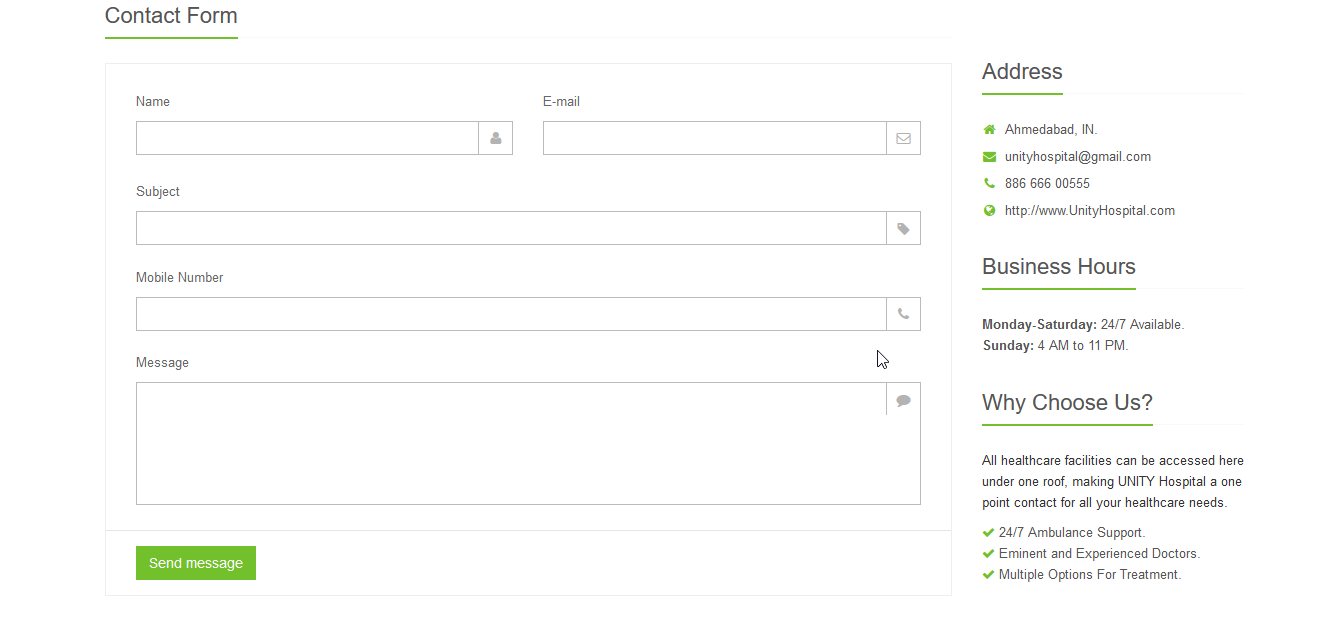 Contact Form
Name
E-mail
Subject
Mobile Number
Message
Send message
Address
Ahmedabad, IN.
unityhospital@gmail.com
886 666 00555
http://www.UnityHospital.com
Business Hours
Monday-Saturday: 24/7 Available.
Sunday: 4 AM to 11 PM.
Why Choose Us?
All healthcare facilities can be accessed here
under one roof, making UNITY Hospital a one
point contact for all your healthcare needs.
24/7 Ambulance Support.
Eminent and Experienced Doctors.
Multiple Options For Treatment.